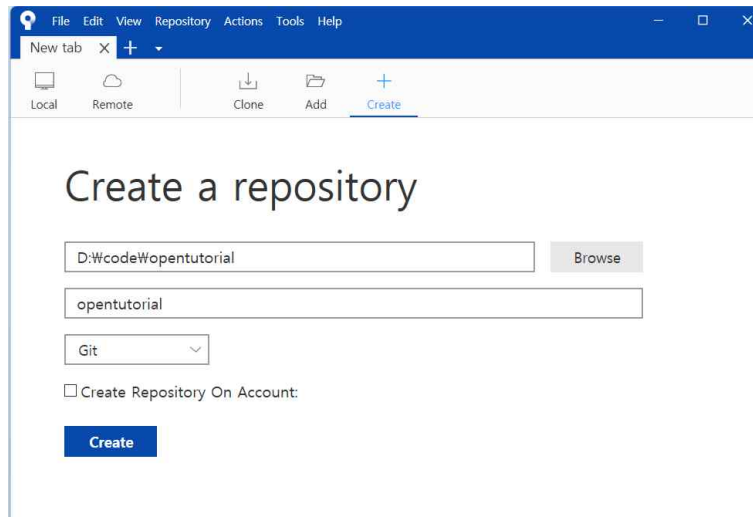 File Edit View Repository Actions Tools Help
New tab
Local Remote Clone Add Create
Create a repository
D:₩code₩opentutorial Browse
opentutorial
Git
Create Repository On Account:
Create